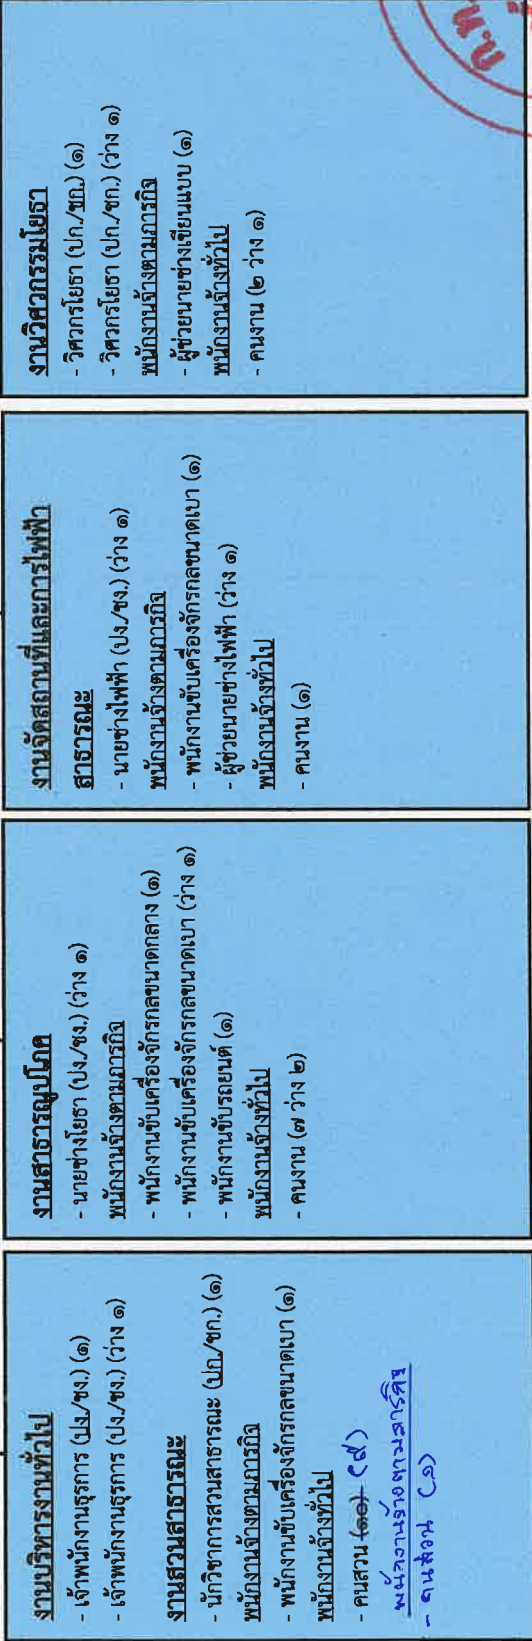 งานบริหารงานทั่วไป
- เจ้าพนักงานธุรการ (ปง./ชง.) (๑)
- เจ้าพนักงานธุรการ (ปง./ชง.) (ว่าง ๑)
งานสวนสาธารณะ
- นักวิชาการสวนสาธารณะ (ปก./ชก.) (๑)
พนักงานจ้างตามภารกิจ
- พนักงานขับเครื่องจักรกลขนาดเบา (๑)
พนักงานจ้างทั่วไป
- คนสวน (๑๐) (๙)
พนักงานจ้างตามภารกิจ
- คนสวน (๑)
งานสาธารณูปโภค
- นายช่างโยธา (ปง./ชง.) (ว่าง ๑)
พนักงานจ้างตามภารกิจ
- พนักงานขับเครื่องจักรกลขนาดกลาง (๑)
- พนักงานขับเครื่องจักรกลขนาดเบา (ว่าง ๑)
- พนักงานขับรถยนต์ (๑)
พนักงานจ้างทั่วไป
- คนงาน (๗ ว่าง ๒)
งานจัดสถานที่และการไฟฟ้า
สาธารณะ
- นายช่างไฟฟ้า (ปง./ชง.) (ว่าง ๑)
พนักงานจ้างตามภารกิจ
- พนักงานขับเครื่องจักรกลขนาดเบา (๑)
- ผู้ช่วยนายช่างไฟฟ้า (ว่าง ๑)
พนักงานจ้างทั่วไป
- คนงาน (๑)
งานวิศวกรรมโยธา
- วิศวกรโยธา (ปก./ชก.) (๑)
- วิศวกรโยธา (ปก./ชก.) (ว่าง ๑)
พนักงานจ้างตามภารกิจ
- ผู้ช่วยนายช่างเขียนแบบ (๑)
พนักงานจ้างทั่วไป
- คนงาน (๒ ว่าง ๑)